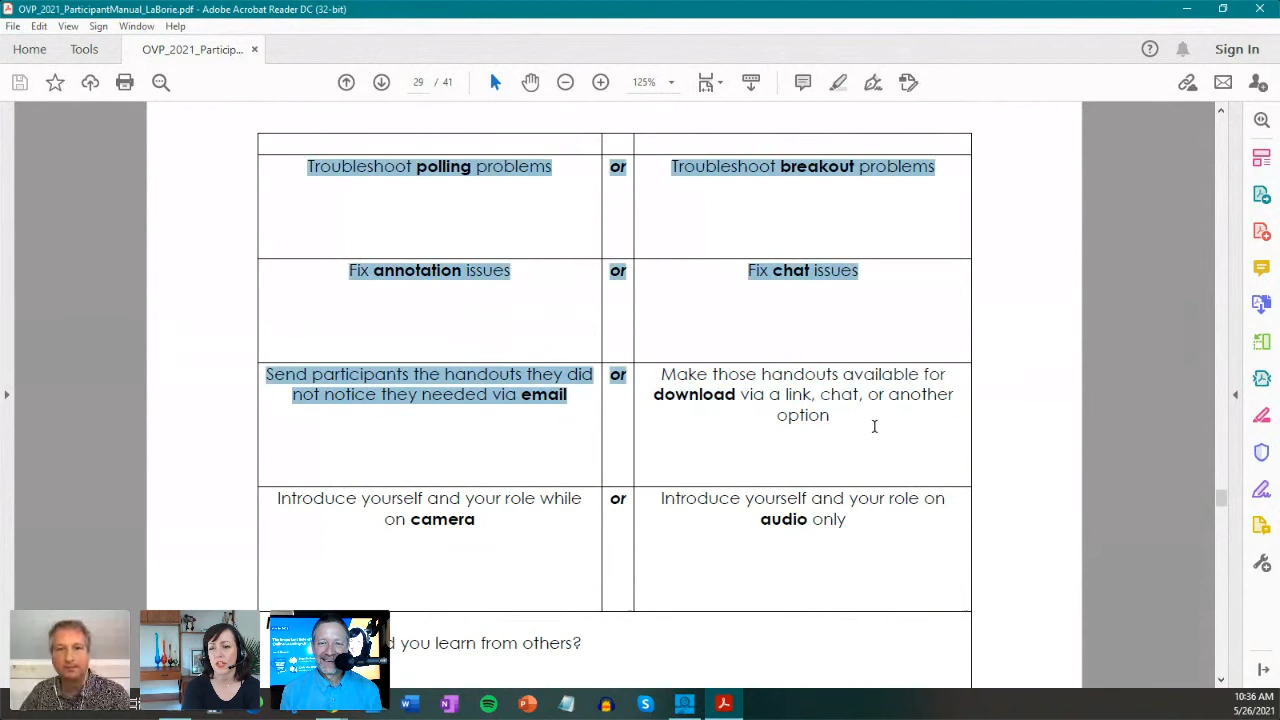 OVP_2021_ParticipantManual_LaBorie.pdf - Adobe Acrobat Reader DC (32-bit)
File Edit View Sign Window Help
Home Tools OVP_2021_Particip... × Sign In
29 / 41 125%
Troubleshoot polling problems or Troubleshoot breakout problems
Fix annotation issues or Fix chat issues
Send participants the handouts they did
not notice they needed via email
or
Make those handouts available for
download via a link, chat, or another
option
Introduce yourself and your role while
on camera
or
Introduce yourself and your role on
audio only
d you learn from others?
10:36 AM
5/26/2021